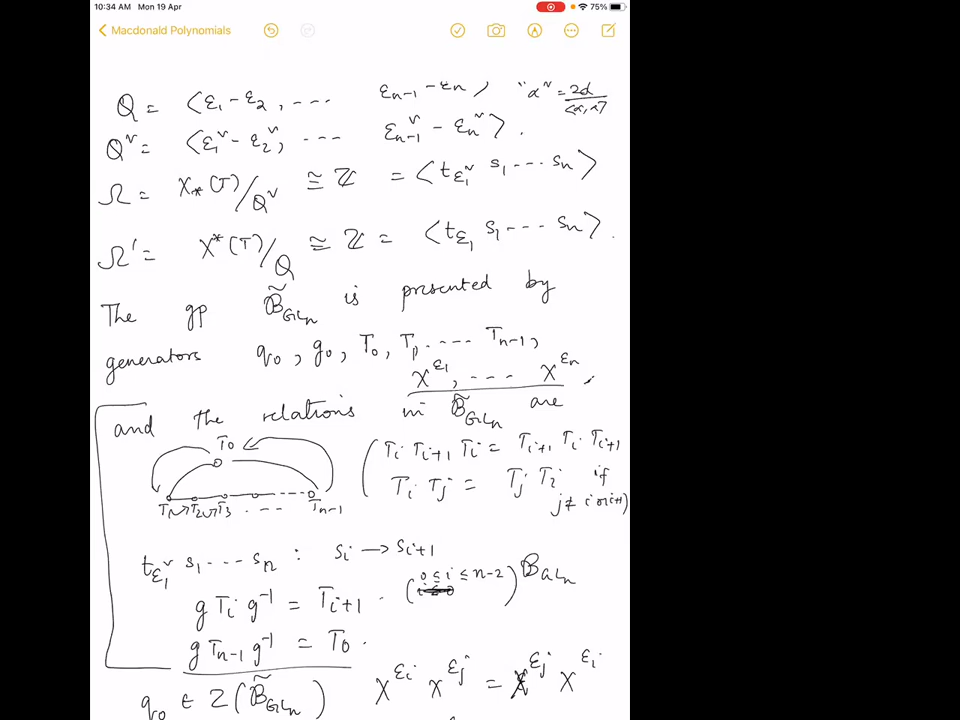 10:34 AM Mon 19 Apr 75%
Macdonald Polynomials
Q = ⟨ε₁ - ε₂, ... εₙ₋₁ - εₙ⟩ "α^∨ = 2α/⟨α,α⟩
Q^∨ = ⟨ε₁^∨ - ε₂^∨, ... εₙ₋₁^∨ - εₙ^∨⟩.
Ω = X_*(T)/Q^∨ ≅ ℤ = ⟨t_{ε₁^∨} s₁ ... sₙ⟩
Ω' = X^*(T)/Q ≅ ℤ = ⟨t_{ε₁} s₁ ... sₙ⟩.
The gp B̃_{GLₙ} is presented by
generators q₀, g₀, T₀, T₁, ... Tₙ₋₁,
X^{ε₁}, ... X^{εₙ},
and the relations in B̃_{GLₙ} are
T₀
(Tᵢ Tᵢ₊₁ Tᵢ = Tᵢ₊₁ Tᵢ Tᵢ₊₁
Tᵢ Tⱼ = Tⱼ Tᵢ if
j ≠ i or i+1)
T₁ T₂ T₃ ... Tₙ₋₁
t_{ε₁^∨} s₁ ... sₙ : sᵢ → sᵢ₊₁
g Tᵢ g⁻¹ = Tᵢ₊₁. (0 ≤ i ≤ n-2) B_{GLₙ}
g Tₙ₋₁ g⁻¹ = T₀.
q₀ ∈ Z(B̃_{GLₙ}) X^{εᵢ} X^{εⱼ} = X^{εⱼ} X^{εᵢ}